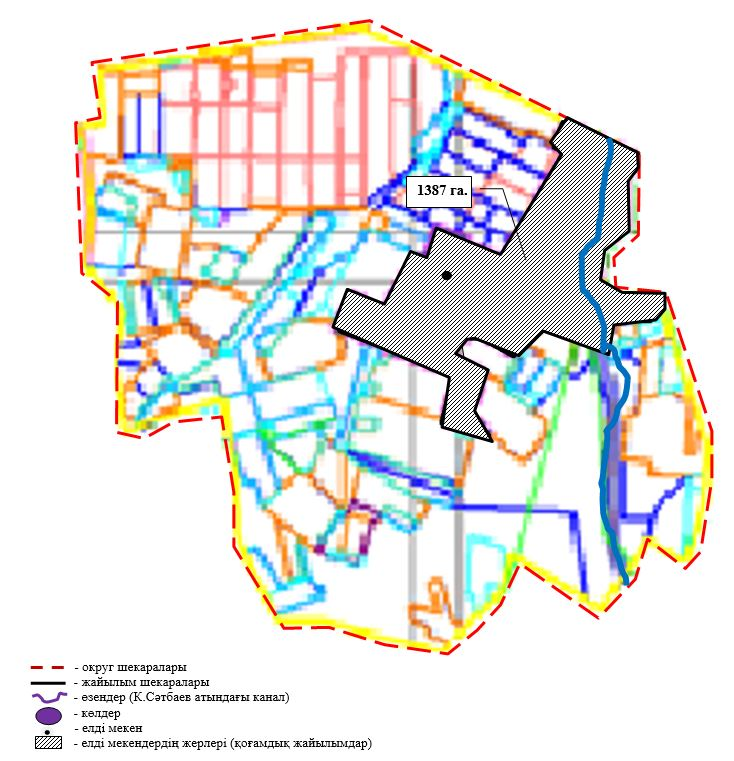 1387 га.
- округ шекаралары
- жайылым шекаралары
- өзендер (К.Сәтбаев атындағы канал)
- көлдер
- елді мекен
- елді мекендердің жерлері (қоғамдық жайылымдар)